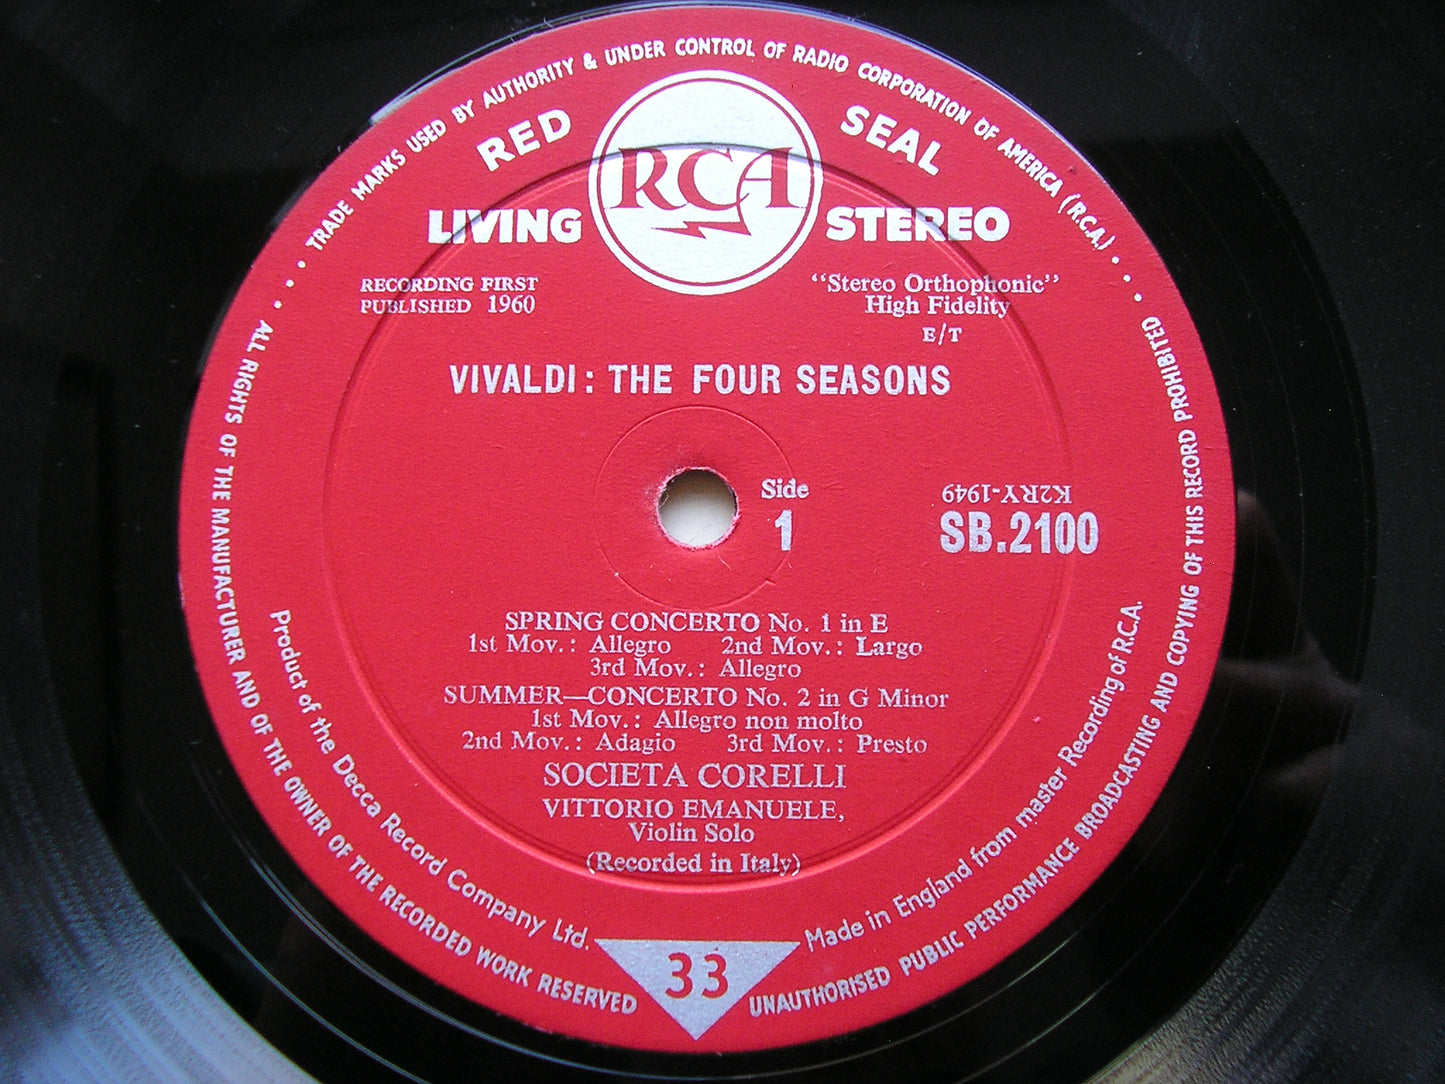 TRADE MARKS USED BY AUTHORITY & UNDER CONTROL OF RADIO CORPORATION OF AMERICA (R.C.A.)
RED SEAL
RCA
LIVING STEREO
RECORDING FIRST
PUBLISHED 1960
“Stereo Orthophonic”
High Fidelity
E/T
VIVALDI: THE FOUR SEASONS
Side
1
K2RY-1949
SB.2100
SPRING CONCERTO No. 1 in E
1st Mov.: Allegro 2nd Mov.: Largo
3rd Mov.: Allegro
SUMMER—CONCERTO No. 2 in G Minor
1st Mov.: Allegro non molto
2nd Mov.: Adagio 3rd Mov.: Presto
SOCIETA CORELLI
VITTORIO EMANUELE,
Violin Solo
(Recorded in Italy)
Product of the Decca Record Company Ltd.
33
Made in England from master Recording of R.C.A.
ALL RIGHTS OF THE MANUFACTURER AND OF THE OWNER OF THE RECORDED WORK RESERVED
UNAUTHORISED PUBLIC PERFORMANCE BROADCASTING AND COPYING OF THIS RECORD PROHIBITED